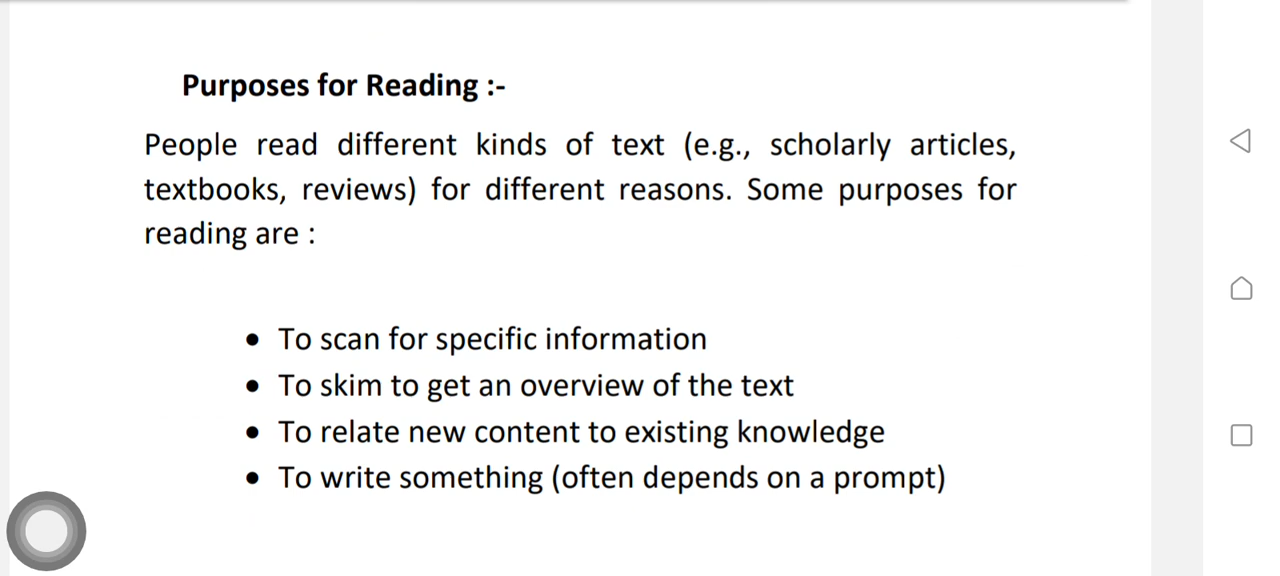 Purposes for Reading :-
People read different kinds of text (e.g., scholarly articles,
textbooks, reviews) for different reasons. Some purposes for
reading are :
• To scan for specific information
• To skim to get an overview of the text
• To relate new content to existing knowledge
• To write something (often depends on a prompt)